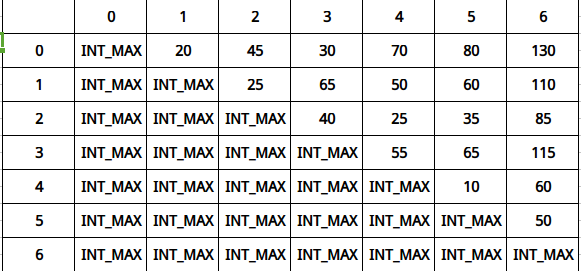 0 1 2 3 4 5 6
0 INT_MAX 20 45 30 70 80 130
1 INT_MAX INT_MAX 25 65 50 60 110
2 INT_MAX INT_MAX INT_MAX 40 25 35 85
3 INT_MAX INT_MAX INT_MAX INT_MAX 55 65 115
4 INT_MAX INT_MAX INT_MAX INT_MAX INT_MAX 10 60
5 INT_MAX INT_MAX INT_MAX INT_MAX INT_MAX INT_MAX 50
6 INT_MAX INT_MAX INT_MAX INT_MAX INT_MAX INT_MAX INT_MAX